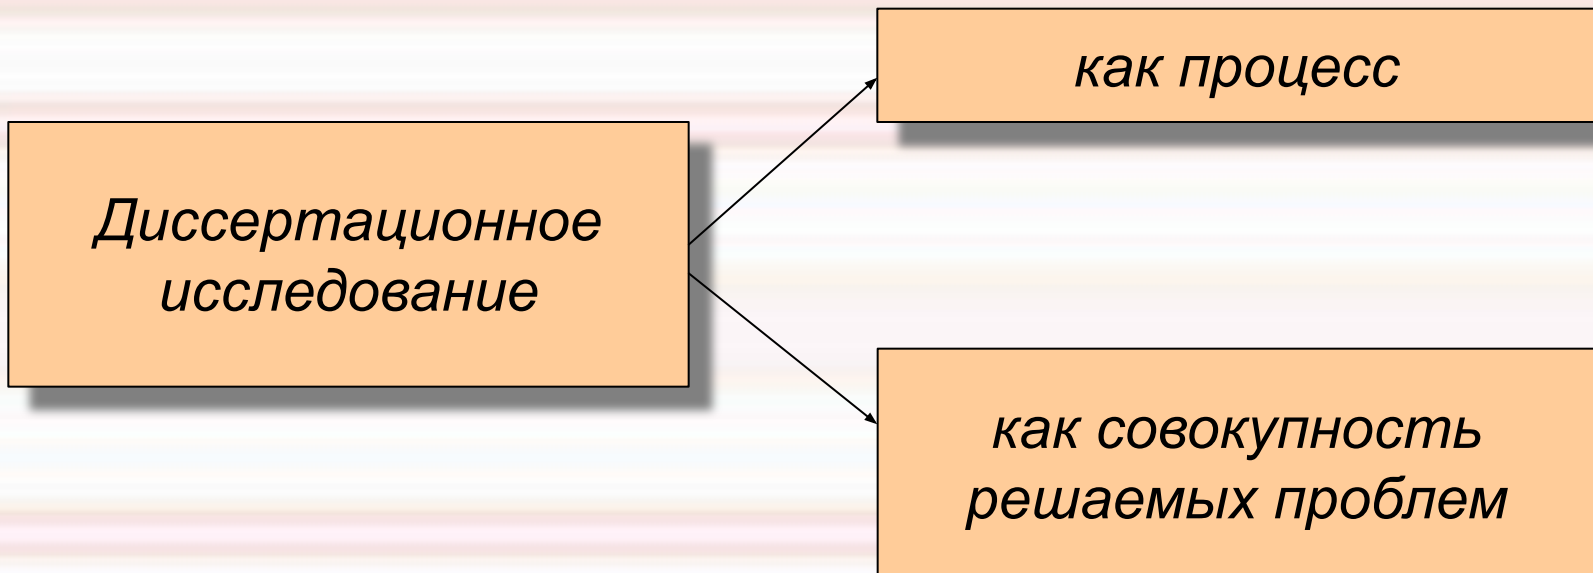 Диссертационное
исследование
как процесс
как совокупность
решаемых проблем